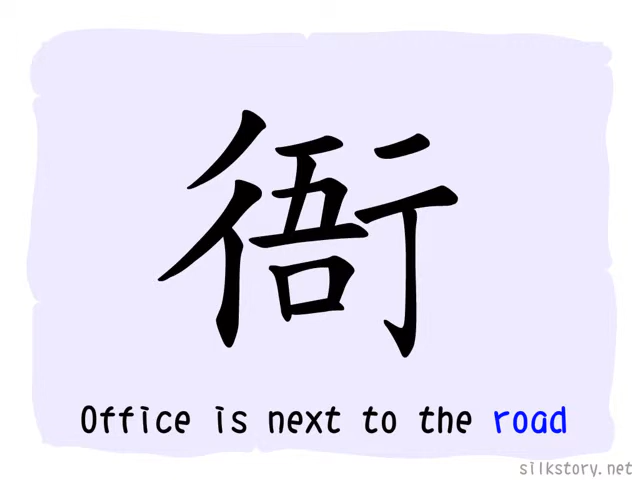 衙
Office is next to the road
silkstory.net